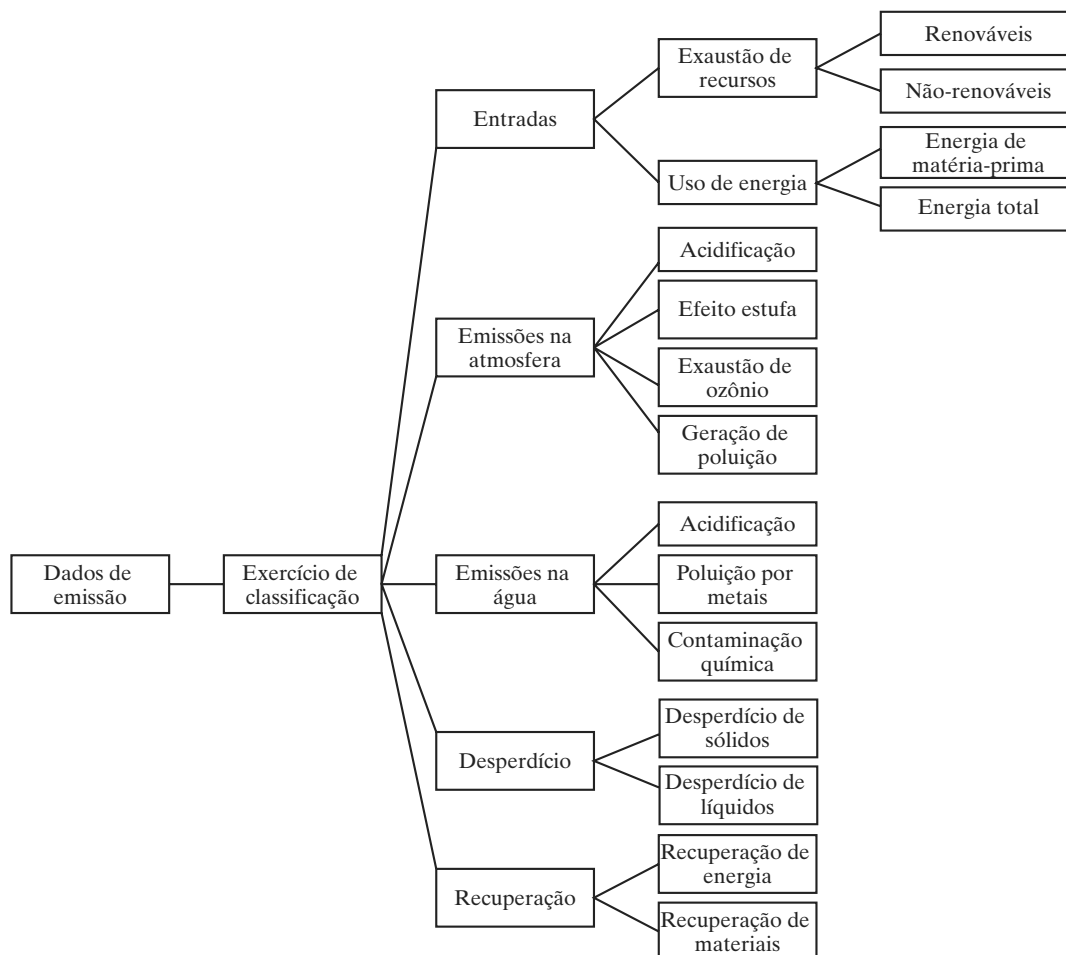 Renováveis
Exaustão de
recursos
Não-renováveis
Entradas
Energia de
matéria-prima
Uso de energia
Energia total
Acidificação
Efeito estufa
Emissões na
atmosfera
Exaustão de
ozônio
Geração de
poluição
Acidificação
Dados de
emissão
Exercício de
classificação
Emissões na
água
Poluição por
metais
Contaminação
química
Desperdício de
sólidos
Desperdício
Desperdício de
líquidos
Recuperação de
energia
Recuperação
Recuperação de
materiais